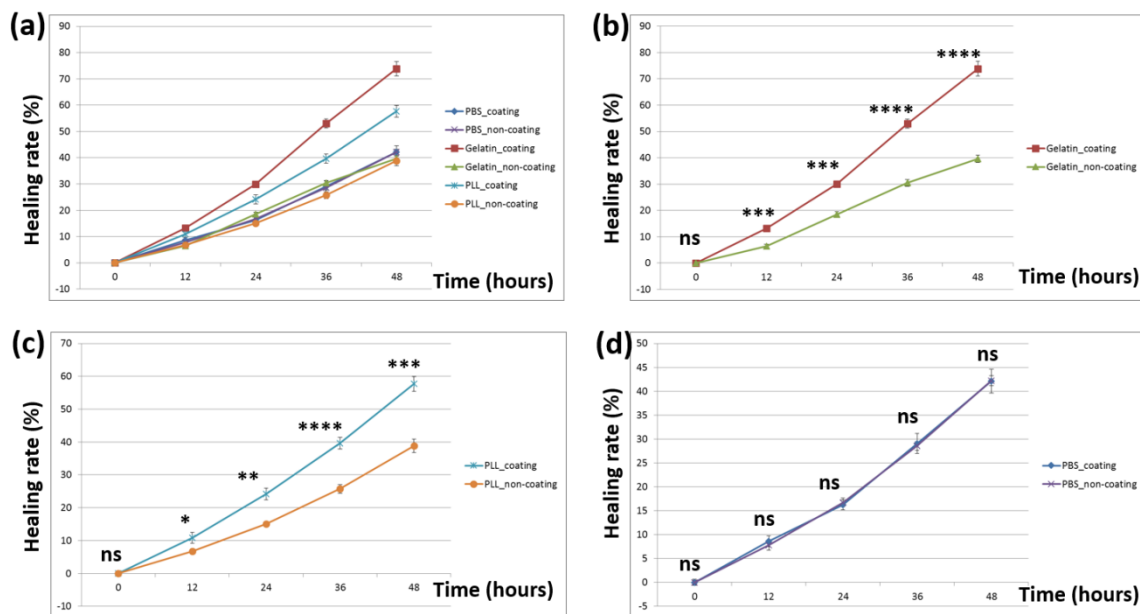 (a)
Healing rate (%)
90
80
70
60
50
40
30
20
10
0
-10
0 12 24 36 48
Time (hours)
PBS_coating
PBS_non-coating
Gelatin_coating
Gelatin_non-coating
PLL_coating
PLL_non-coating
(b)
Healing rate (%)
90
80
70
60
50
40
30
20
10
0
-10
ns
***
***
****
****
0 12 24 36 48
Time (hours)
Gelatin_coating
Gelatin_non-coating
(c)
Healing rate (%)
70
60
50
40
30
20
10
0
-10
ns
*
**
****
***
0 12 24 36 48
Time (hours)
PLL_coating
PLL_non-coating
(d)
Healing rate (%)
50
45
40
35
30
25
20
15
10
5
0
-5
ns
ns
ns
ns
ns
0 12 24 36 48
Time (hours)
PBS_coating
PBS_non-coating